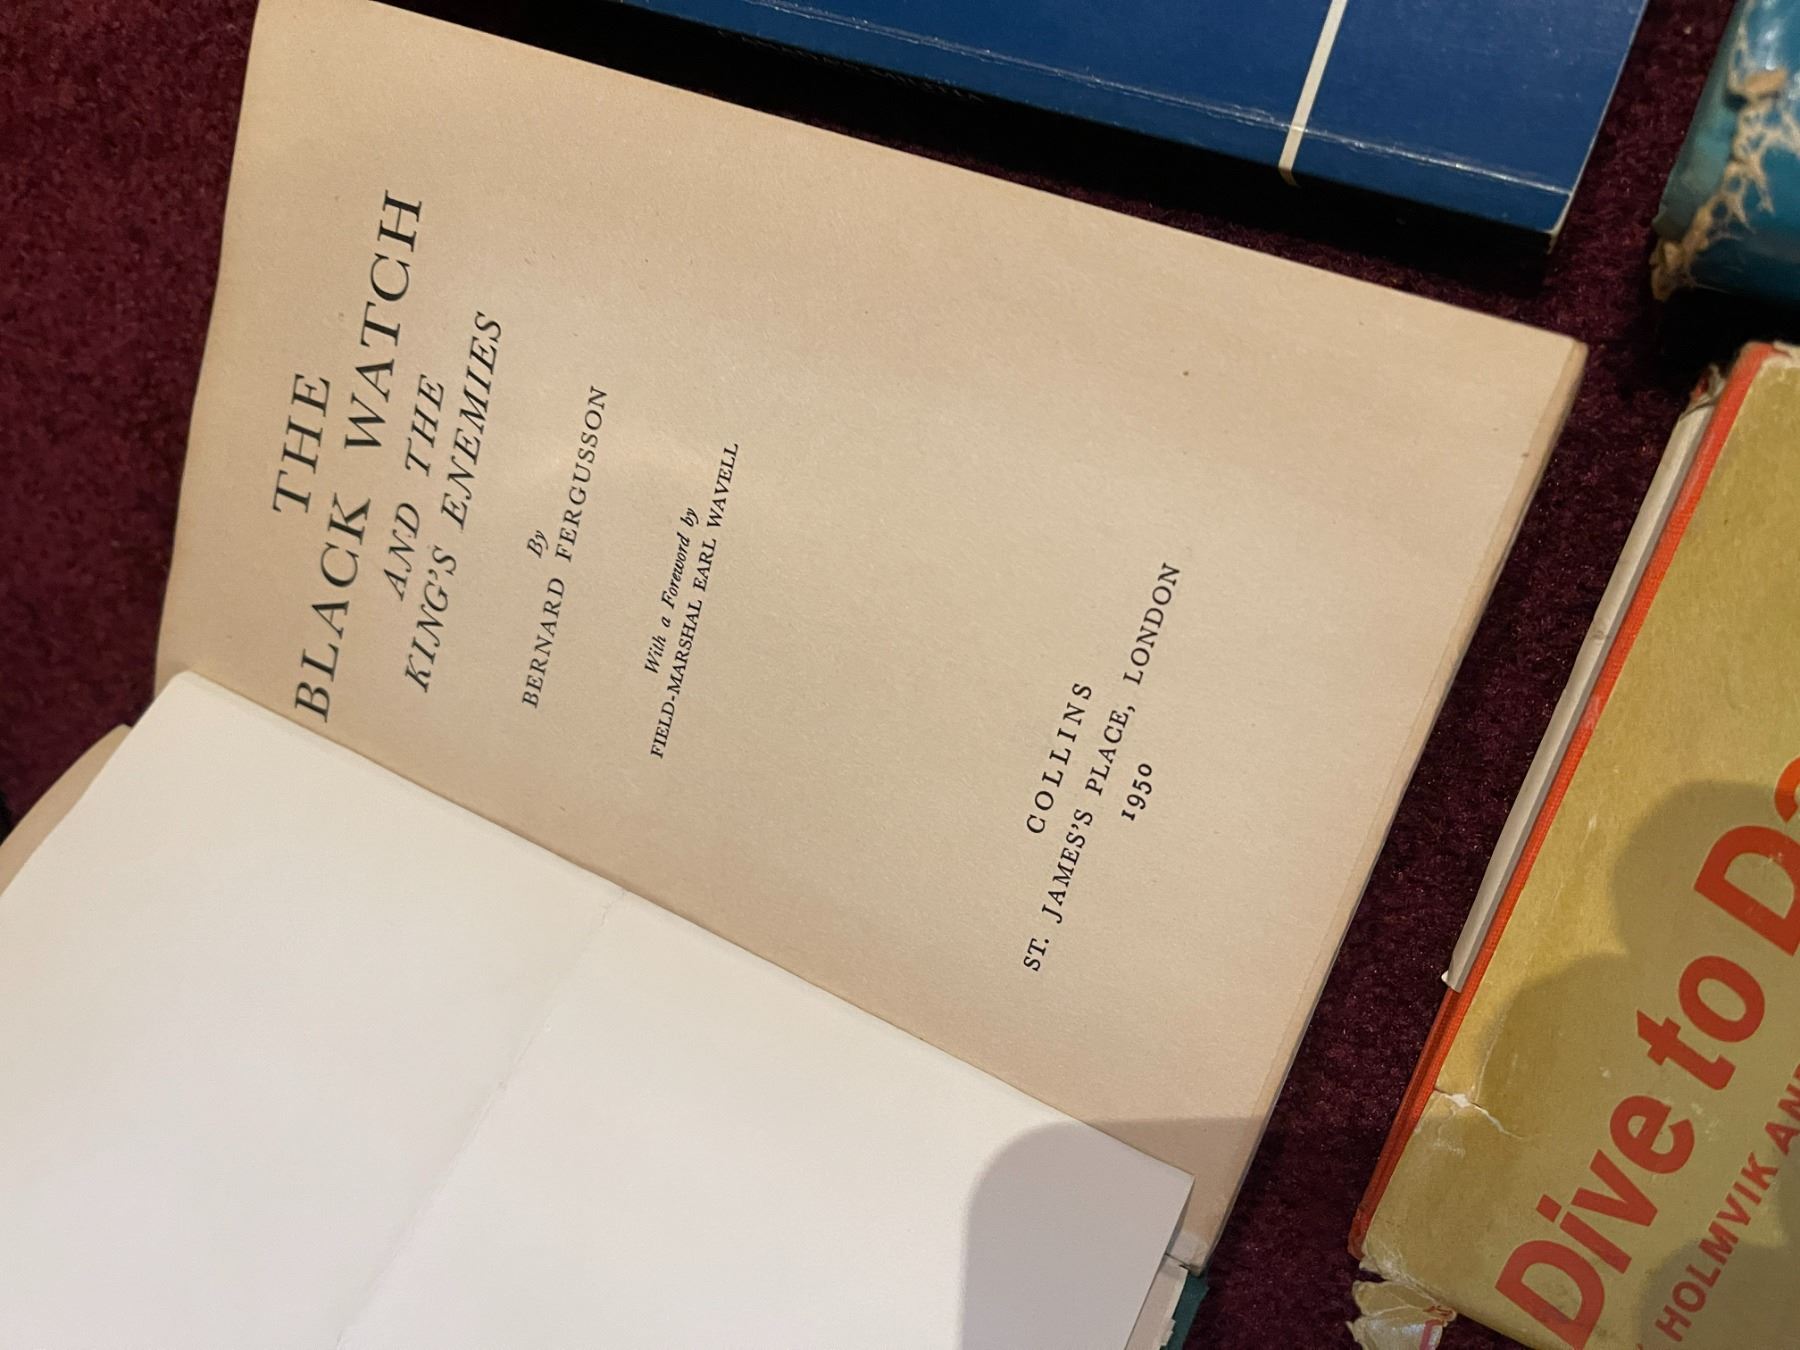 THE
BLACK WATCH
AND THE
KING'S ENEMIES
By
BERNARD FERGUSSON
With a Foreword by
FIELD-MARSHAL EARL WAVELL
COLLINS
ST. JAMES'S PLACE, LONDON
1950
Dive to
HOLMVIK